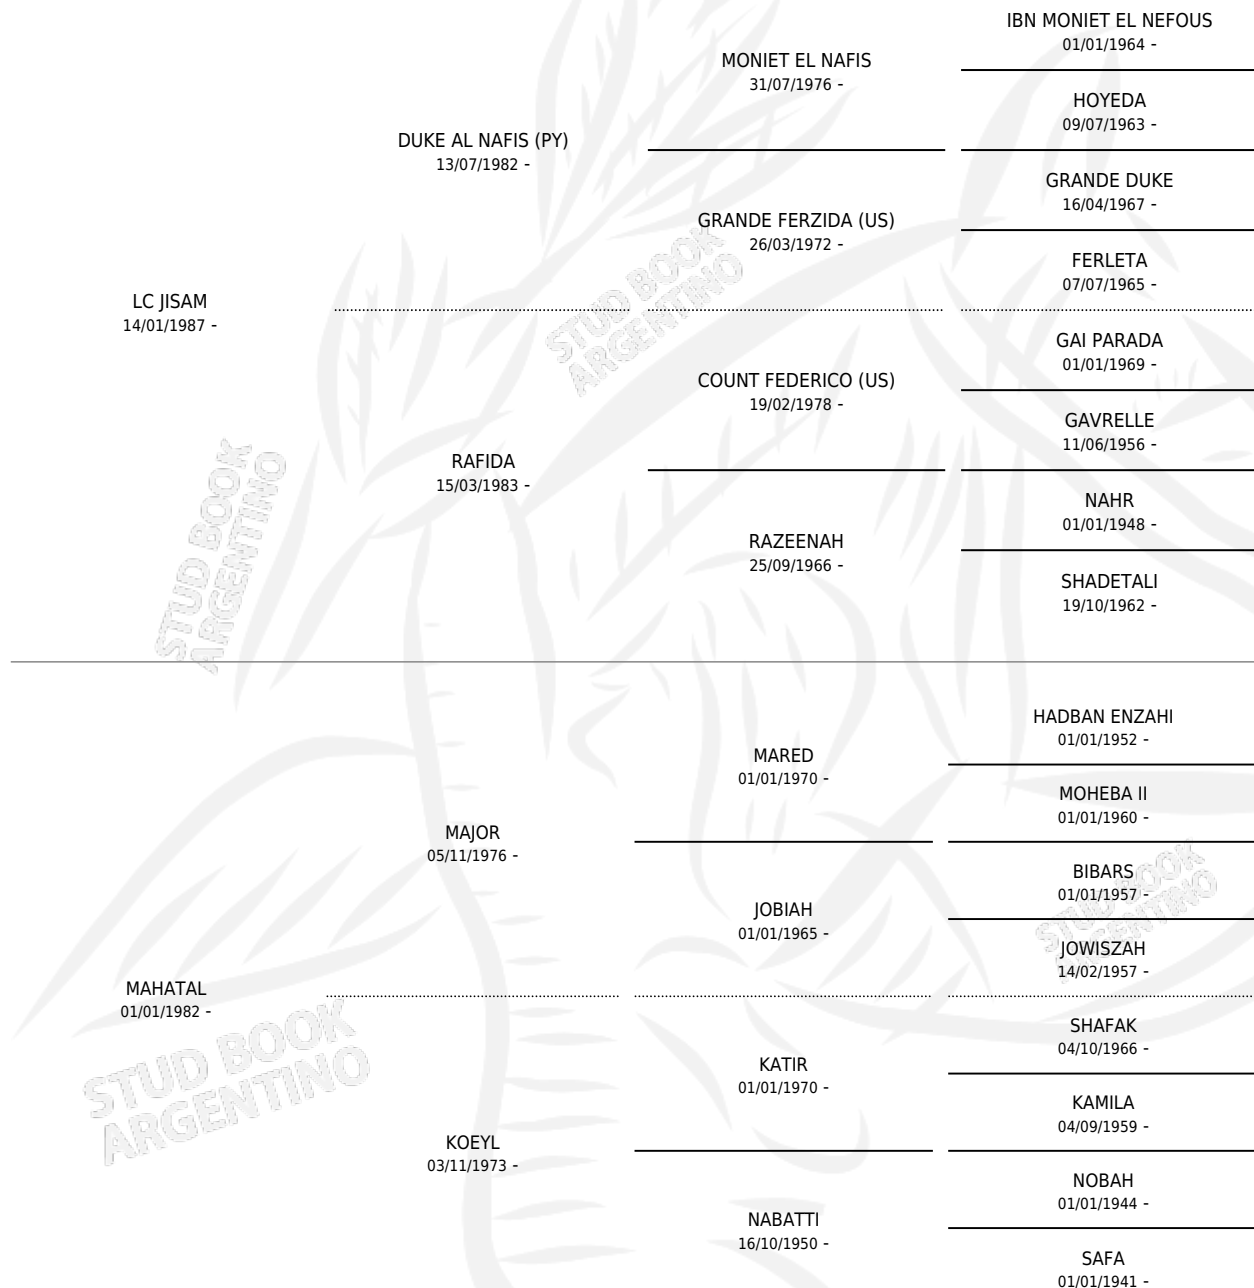 IBN MONIET EL NEFOUS
01/01/1964 -
MONIET EL NAFIS
31/07/1976 -
HOYEDA
09/07/1963 -
DUKE AL NAFIS (PY)
13/07/1982 -
GRANDE DUKE
16/04/1967 -
GRANDE FERZIDA (US)
26/03/1972 -
FERLETA
07/07/1965 -
LC JISAM
14/01/1987 -
GAI PARADA
01/01/1969 -
COUNT FEDERICO (US)
19/02/1978 -
GAVRELLE
11/06/1956 -
RAFIDA
15/03/1983 -
NAHR
01/01/1948 -
RAZEENAH
25/09/1966 -
SHADETALI
19/10/1962 -
HADBAN ENZAHI
01/01/1952 -
MARED
01/01/1970 -
MOHEBA II
01/01/1960 -
MAJOR
05/11/1976 -
BIBARS
01/01/1957 -
JOBIAH
01/01/1965 -
JOWISZAH
14/02/1957 -
MAHATAL
01/01/1982 -
SHAFAK
04/10/1966 -
KATIR
01/01/1970 -
KAMILA
04/09/1959 -
KOEYL
03/11/1973 -
NOBAH
01/01/1944 -
NABATTI
16/10/1950 -
SAFA
01/01/1941 -
STUD BOOK
ARGENTINO
STUD BOOK
ARGENTINO
STUD BOOK
ARGENTINO
STUD BOOK
ARGENTINO